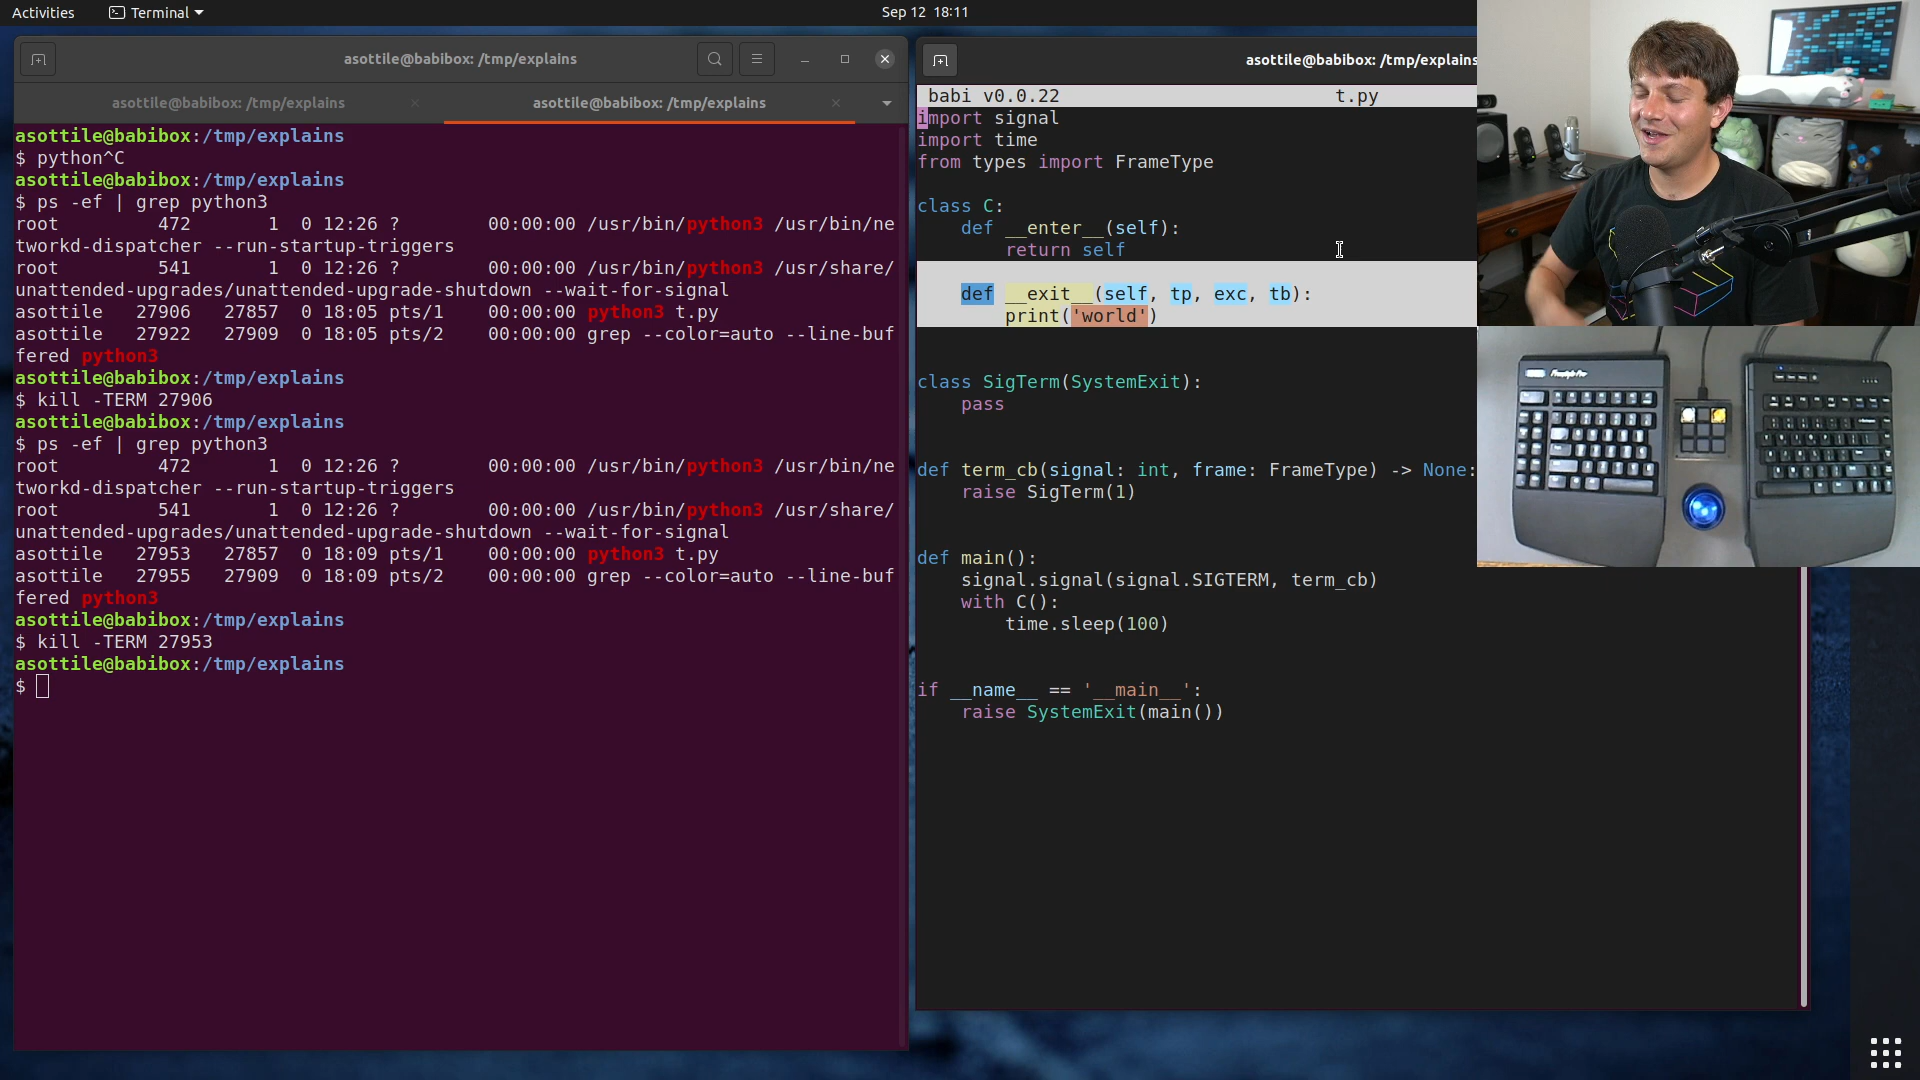 Activities
Terminal
Sep 12 18:11
asottile@babibox: /tmp/explains
asottile@babibox: /tmp/explains
asottile@babibox: /tmp/explains
asottile@babibox:/tmp/explains
$ python^C
asottile@babibox:/tmp/explains
$ ps -ef | grep python3
root         472       1  0 12:26 ?        00:00:00 /usr/bin/python3 /usr/bin/ne
tworkd-dispatcher --run-startup-triggers
root         541       1  0 12:26 ?        00:00:00 /usr/bin/python3 /usr/share/
unattended-upgrades/unattended-upgrade-shutdown --wait-for-signal
asottile   27906   27857  0 18:05 pts/1    00:00:00 python3 t.py
asottile   27922   27909  0 18:05 pts/2    00:00:00 grep --color=auto --line-buf
fered python3
asottile@babibox:/tmp/explains
$ kill -TERM 27906
asottile@babibox:/tmp/explains
$ ps -ef | grep python3
root         472       1  0 12:26 ?        00:00:00 /usr/bin/python3 /usr/bin/ne
tworkd-dispatcher --run-startup-triggers
root         541       1  0 12:26 ?        00:00:00 /usr/bin/python3 /usr/share/
unattended-upgrades/unattended-upgrade-shutdown --wait-for-signal
asottile   27953   27857  0 18:09 pts/1    00:00:00 python3 t.py
asottile   27955   27909  0 18:09 pts/2    00:00:00 grep --color=auto --line-buf
fered python3
asottile@babibox:/tmp/explains
$ kill -TERM 27953
asottile@babibox:/tmp/explains
$
asottile@babibox: /tmp/explains
babi v0.0.22 t.py
import signal
import time
from types import FrameType
class C:
    def __enter__(self):
        return self
    def __exit__(self, tp, exc, tb):
        print('world')
class SigTerm(SystemExit):
    pass
def term_cb(signal: int, frame: FrameType) -> None:
    raise SigTerm(1)
def main():
    signal.signal(signal.SIGTERM, term_cb)
    with C():
        time.sleep(100)
if __name__ == '__main__':
    raise SystemExit(main())